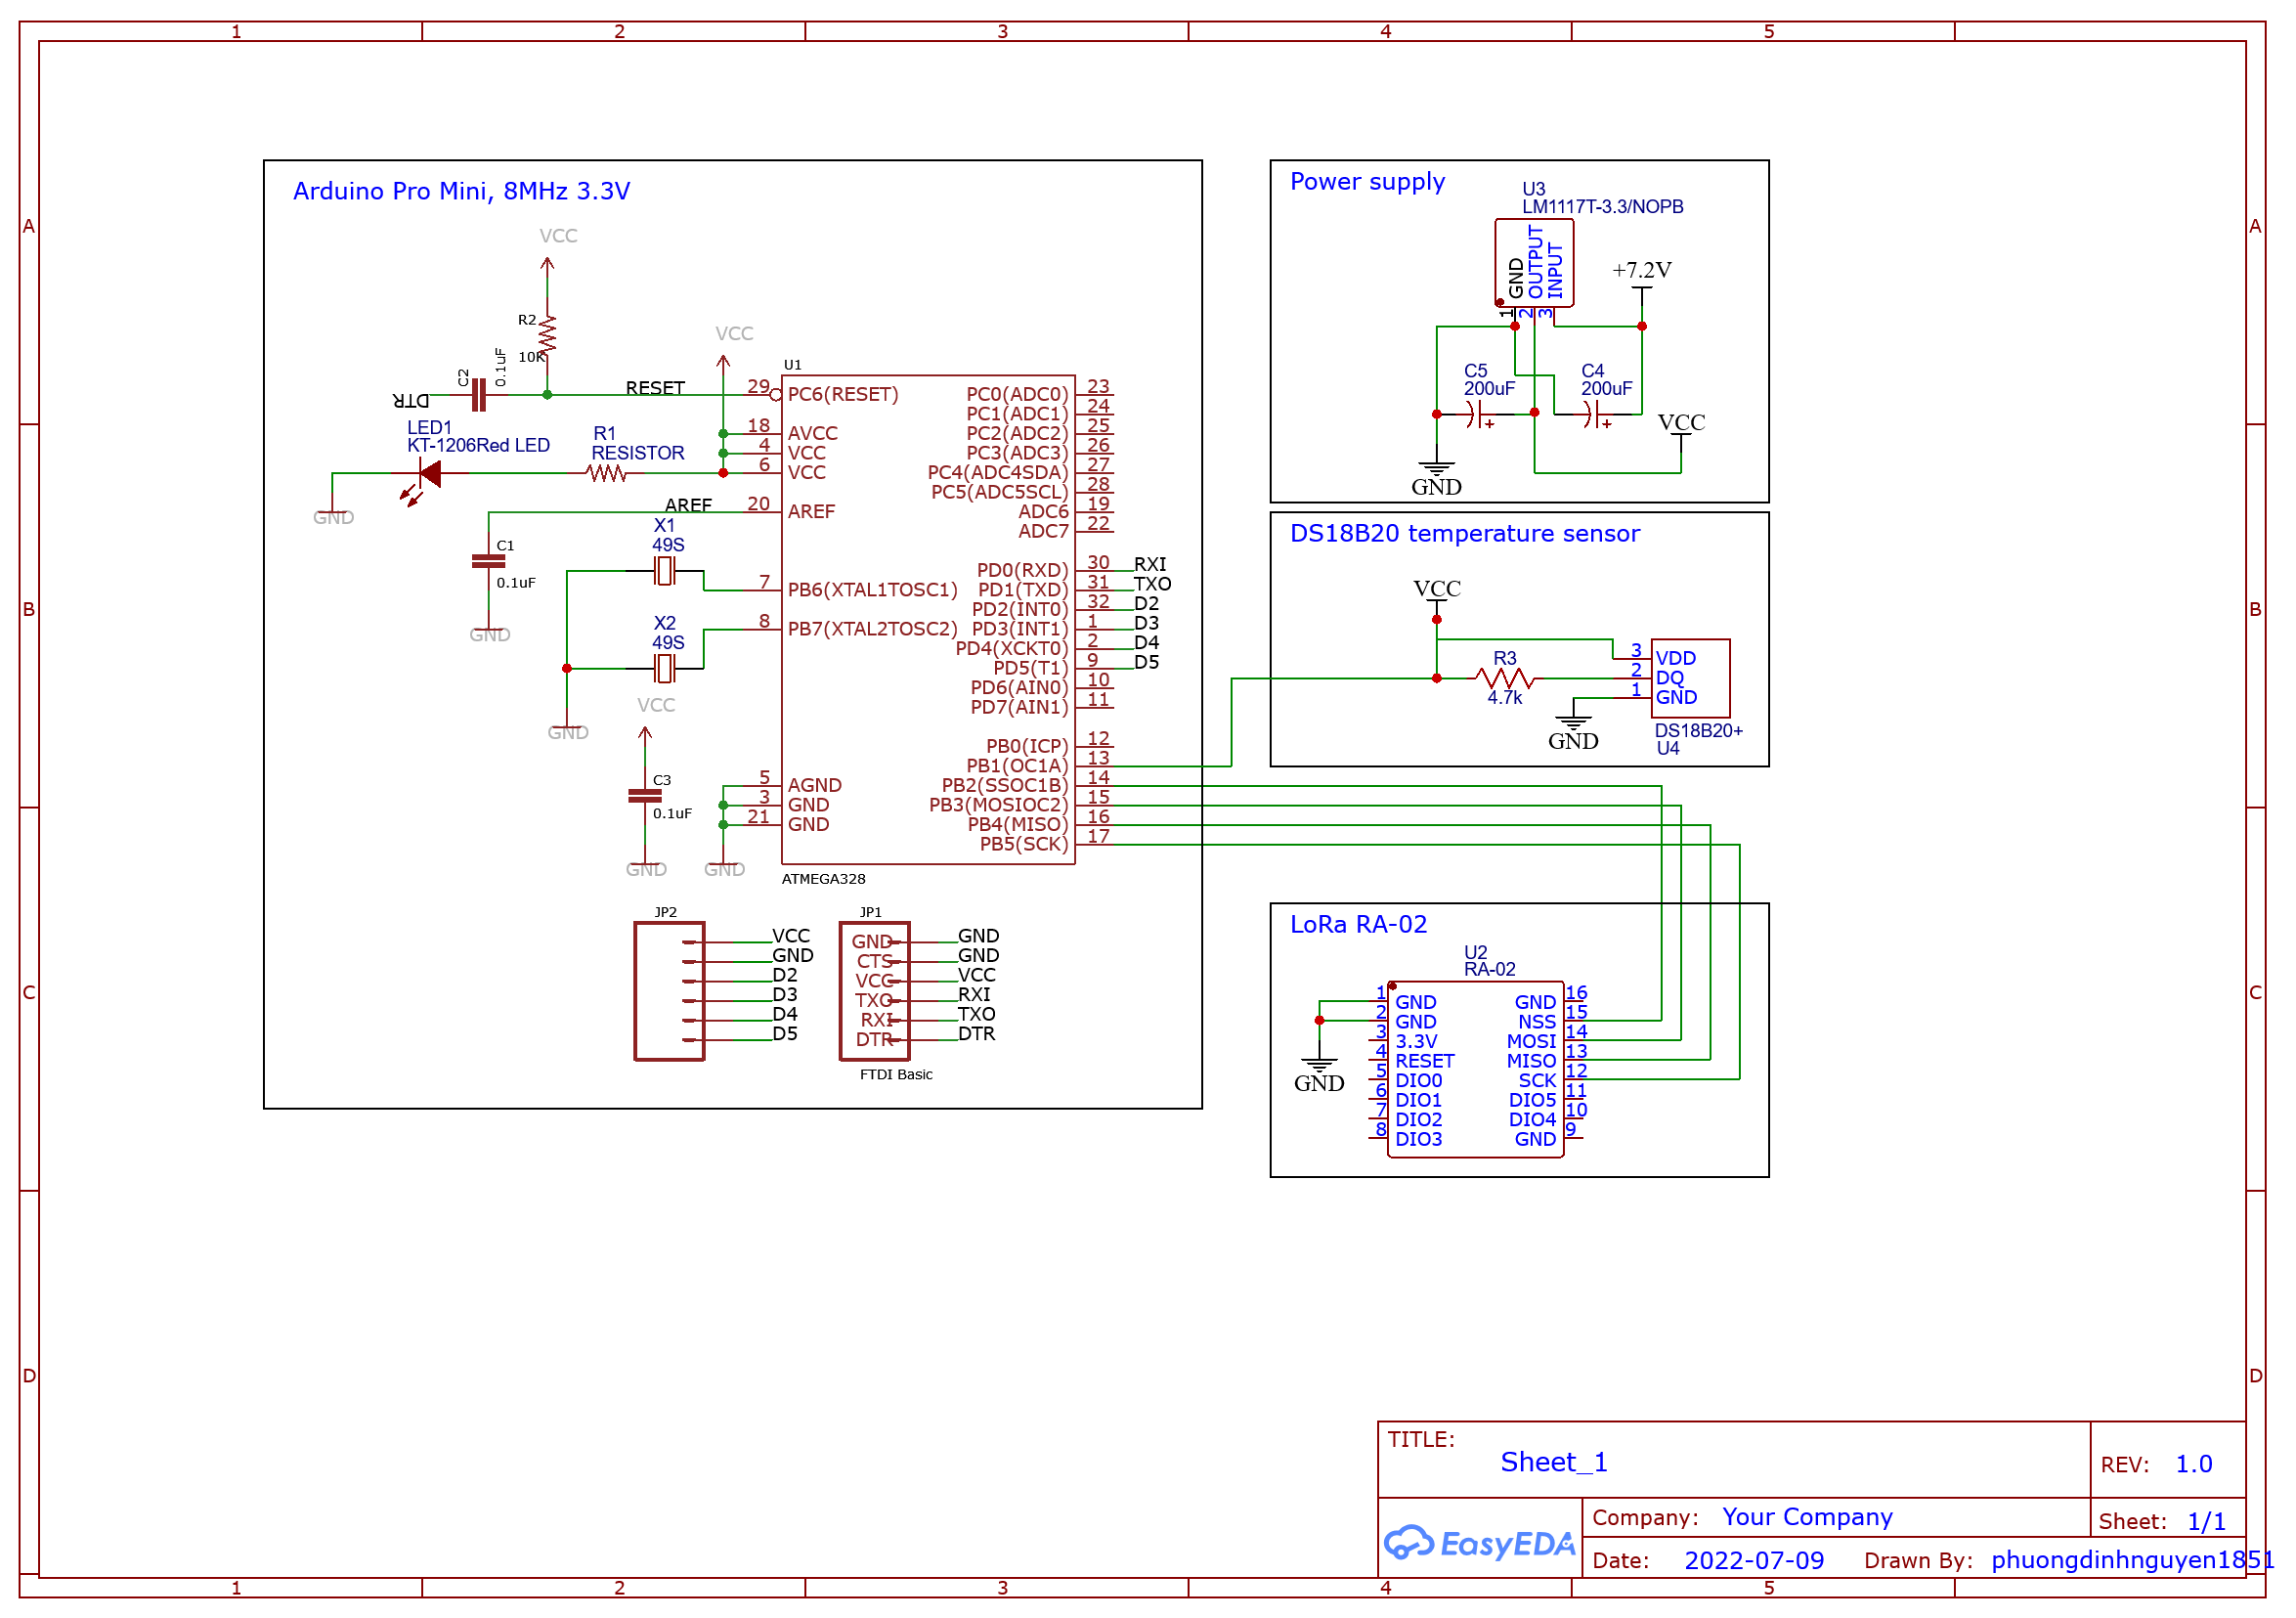 1 2 3 4 5
A A
B B
C C
D D
Arduino Pro Mini, 8MHz 3.3V
VCC
R2
10K
C2
0.1uF
DTR
RESET
VCC
LED1
KT-1206Red LED
R1
RESISTOR
AREF
C1
0.1uF
GND
GND
X1
49S
X2
49S
GND
VCC
C3
0.1uF
GND
GND
U1
29 PC6(RESET)
18 AVCC
4 VCC
6 VCC
20 AREF
7 PB6(XTAL1TOSC1)
8 PB7(XTAL2TOSC2)
5 AGND
3 GND
21 GND
PC0(ADC0) 23
PC1(ADC1) 24
PC2(ADC2) 25
PC3(ADC3) 26
PC4(ADC4SDA) 27
PC5(ADC5SCL) 28
ADC6 19
ADC7 22
PD0(RXD) 30 RXI
PD1(TXD) 31 TXO
PD2(INT0) 32 D2
PD3(INT1) 1 D3
PD4(XCKT0) 2 D4
PD5(T1) 9 D5
PD6(AIN0) 10
PD7(AIN1) 11
PB0(ICP) 12
PB1(OC1A) 13
PB2(SSOC1B) 14
PB3(MOSIOC2) 15
PB4(MISO) 16
PB5(SCK) 17
ATMEGA328
JP2
VCC
GND
D2
D3
D4
D5
JP1
GND GND
CTS GND
VCC VCC
TXO RXI
RXI TXO
DTR DTR
FTDI Basic
Power supply
U3
LM1117T-3.3/NOPB
GND
OUTPUT
INPUT
1 2 3
+7.2V
C5
200uF
C4
200uF
VCC
GND
DS18B20 temperature sensor
VCC
R3
4.7k
3 VDD
2 DQ
1 GND
GND
DS18B20+
U4
LoRa RA-02
U2
RA-02
1 GND GND 16
2 GND NSS 15
3 3.3V MOSI 14
4 RESET MISO 13
5 DIO0 SCK 12
6 DIO1 DIO5 11
7 DIO2 DIO4 10
8 DIO3 GND 9
GND
TITLE:
Sheet_1
REV: 1.0
EasyEDA
Company: Your Company
Sheet: 1/1
Date: 2022-07-09 Drawn By: phuongdinhnguyen1851
1 2 3 4 5